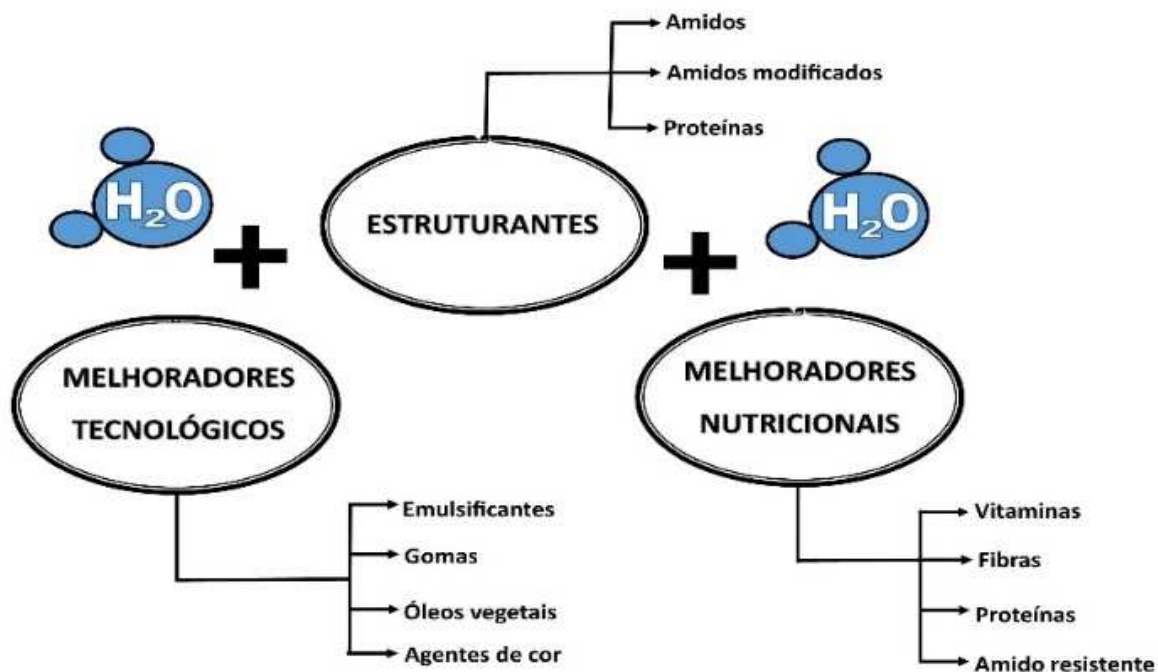 Amidos
Amidos modificados
Proteínas
H₂O
+
ESTRUTURANTES
+
H₂O
MELHORADORES
TECNOLÓGICOS
MELHORADORES
NUTRICIONAIS
Emulsificantes
Gomas
Óleos vegetais
Agentes de cor
Vitaminas
Fibras
Proteínas
Amido resistente